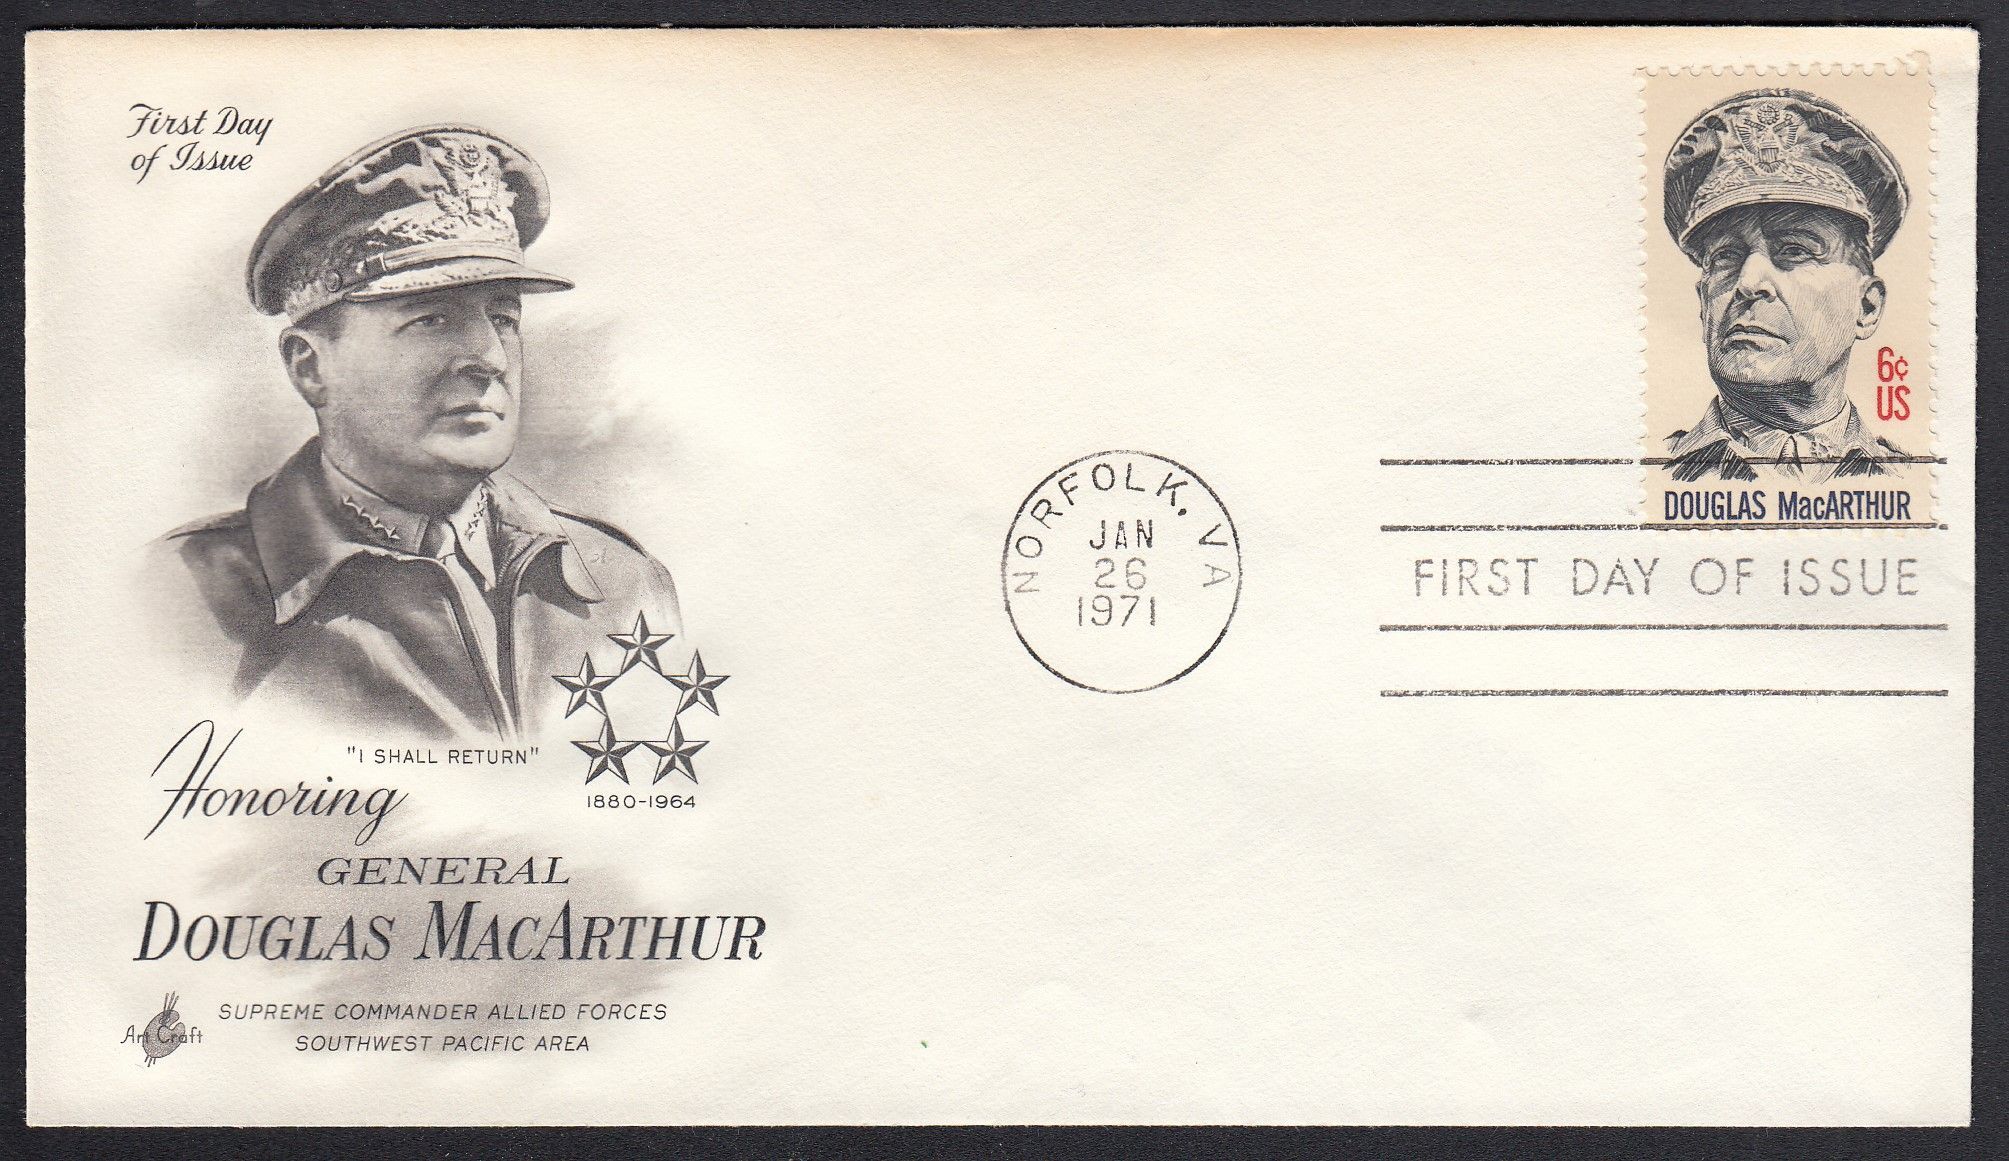 First Day
of Issue
6¢
US
DOUGLAS MacARTHUR
NORFOLK, VA
JAN
26
1971
FIRST DAY OF ISSUE
"I SHALL RETURN"
1880-1964
Honoring
GENERAL
DOUGLAS MACARTHUR
SUPREME COMMANDER ALLIED FORCES
SOUTHWEST PACIFIC AREA
Art Craft